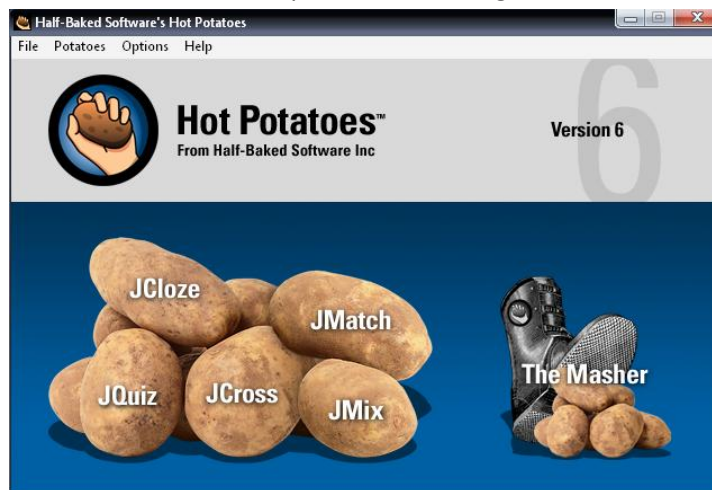 Half-Baked Software's Hot Potatoes
File Potatoes Options Help
Hot Potatoes™
From Half-Baked Software Inc
Version 6
6
JCloze
JMatch
JQuiz
JCross
JMix
The Masher